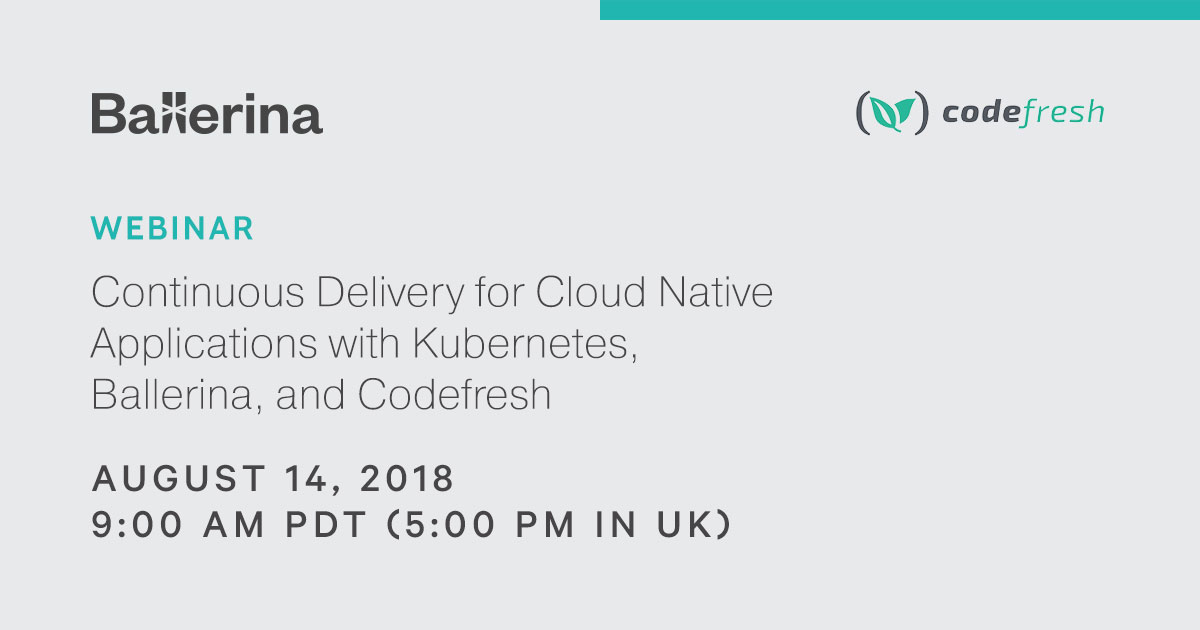 Ballerina
codefresh
WEBINAR
Continuous Delivery for Cloud Native
Applications with Kubernetes,
Ballerina, and Codefresh
AUGUST 14, 2018
9:00 AM PDT (5:00 PM IN UK)